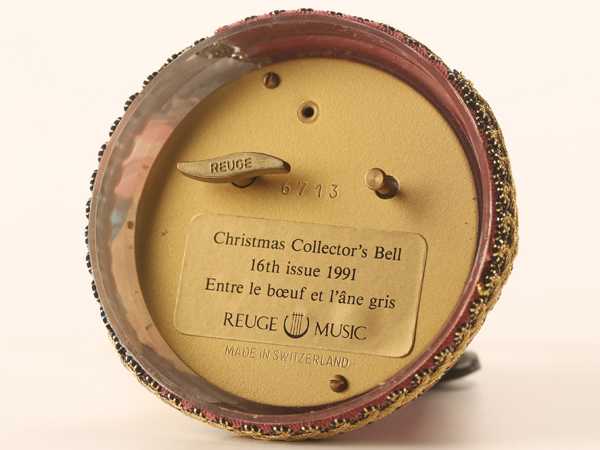 REUGE
6713
Christmas Collector's Bell
16th issue 1991
Entre le bœuf et l'âne gris
REUGE MUSIC
MADE IN SWITZERLAND